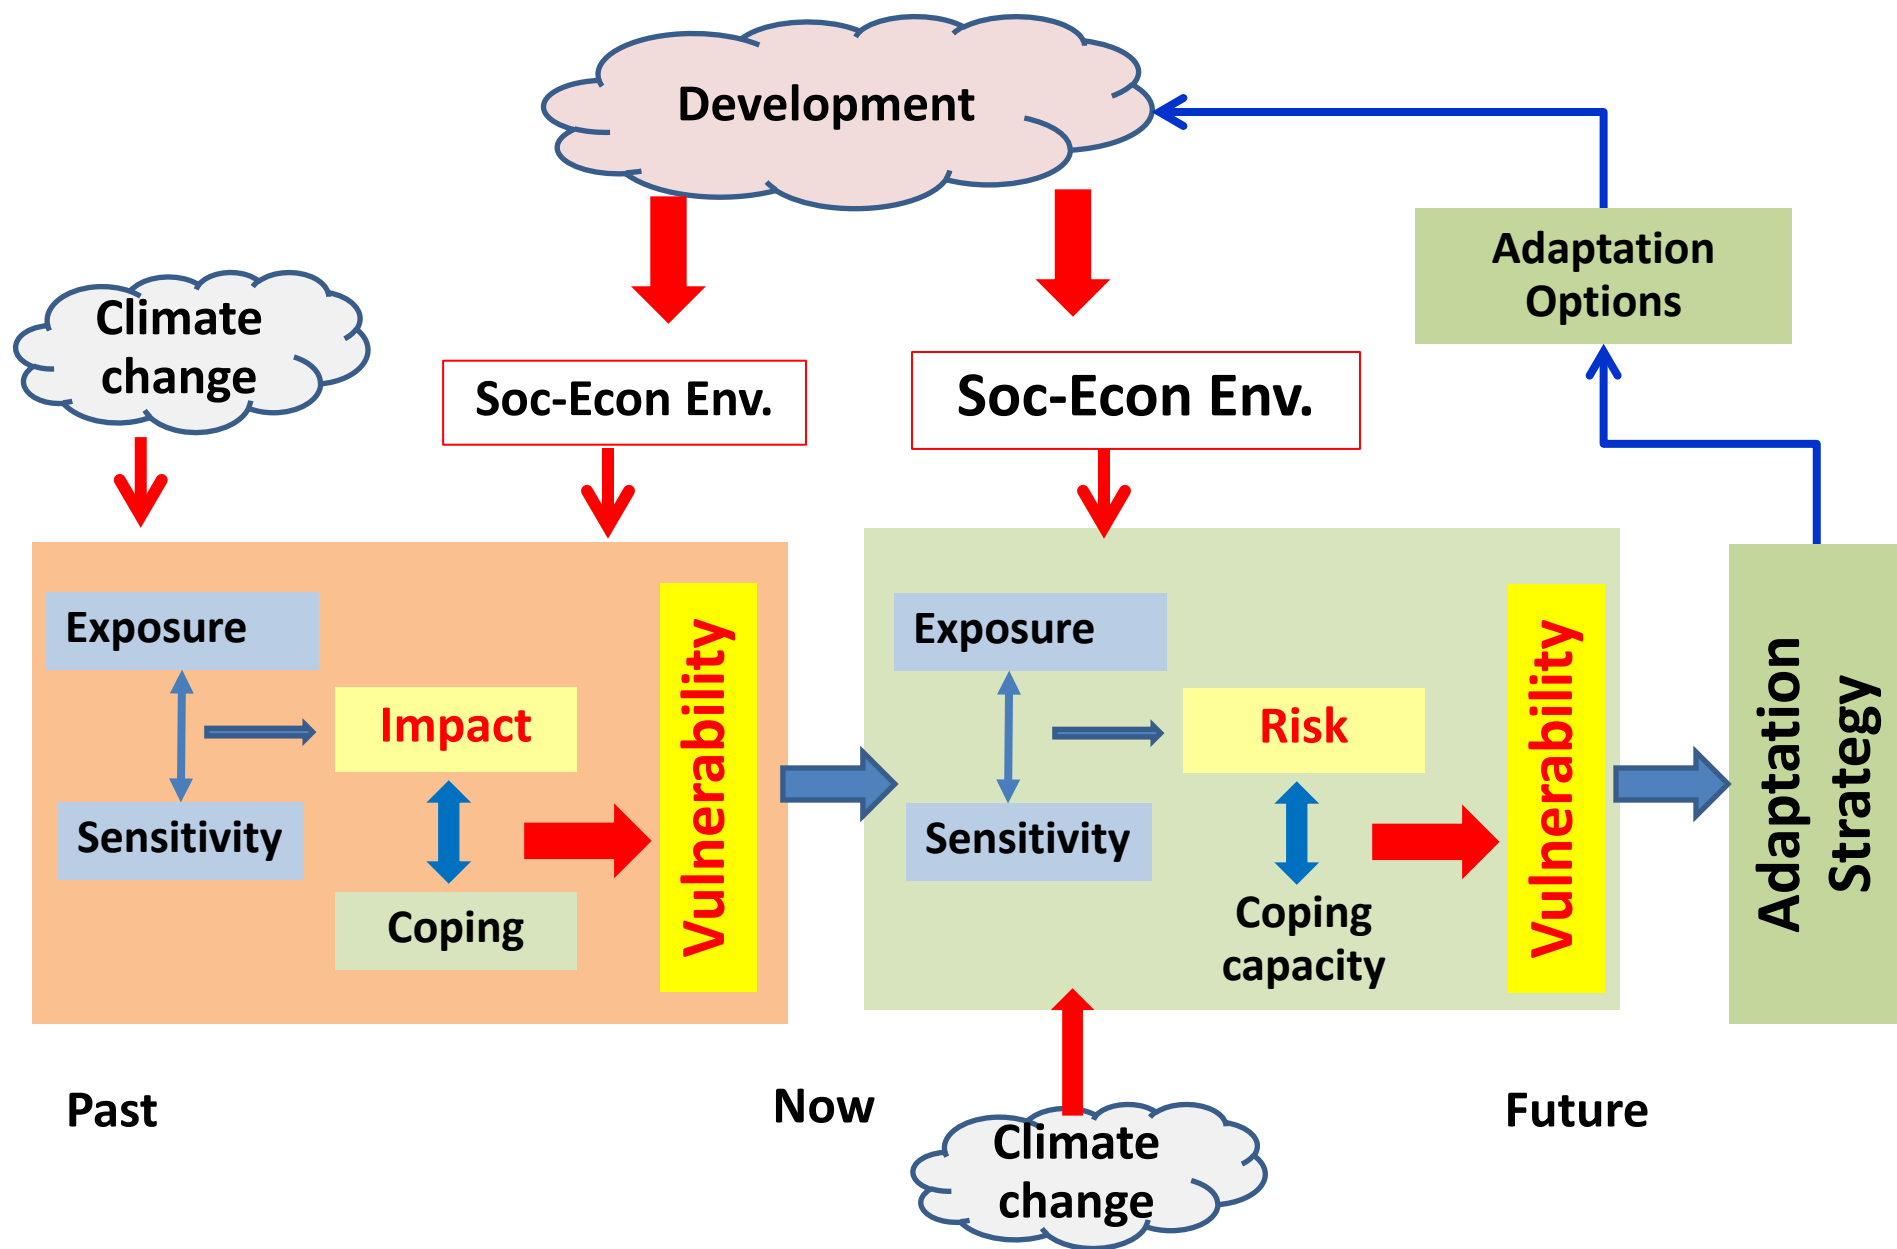 Development
Adaptation
Options
Climate
change
Soc-Econ Env.
Soc-Econ Env.
Exposure
Impact
Sensitivity
Coping
Vulnerability
Exposure
Risk
Sensitivity
Coping
capacity
Vulnerability
Adaptation
Strategy
Past
Now
Future
Climate
change